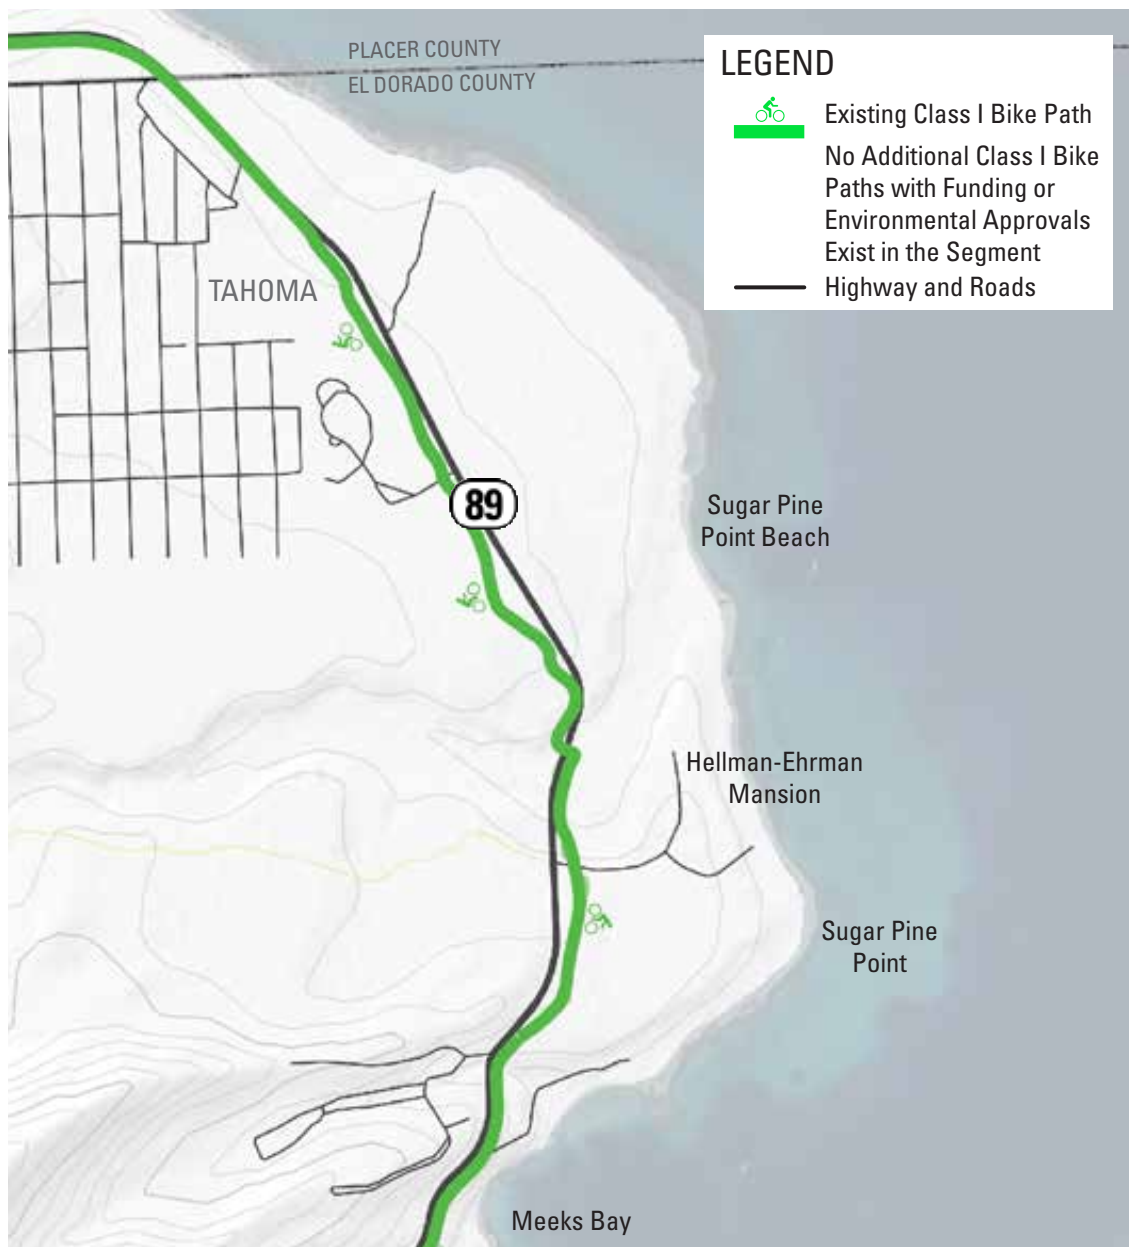 PLACER COUNTY
EL DORADO COUNTY
LEGEND
Existing Class I Bike Path
No Additional Class I Bike
Paths with Funding or
Environmental Approvals
Exist in the Segment
Highway and Roads
TAHOMA
89
Sugar Pine
Point Beach
Hellman-Ehrman
Mansion
Sugar Pine
Point
Meeks Bay